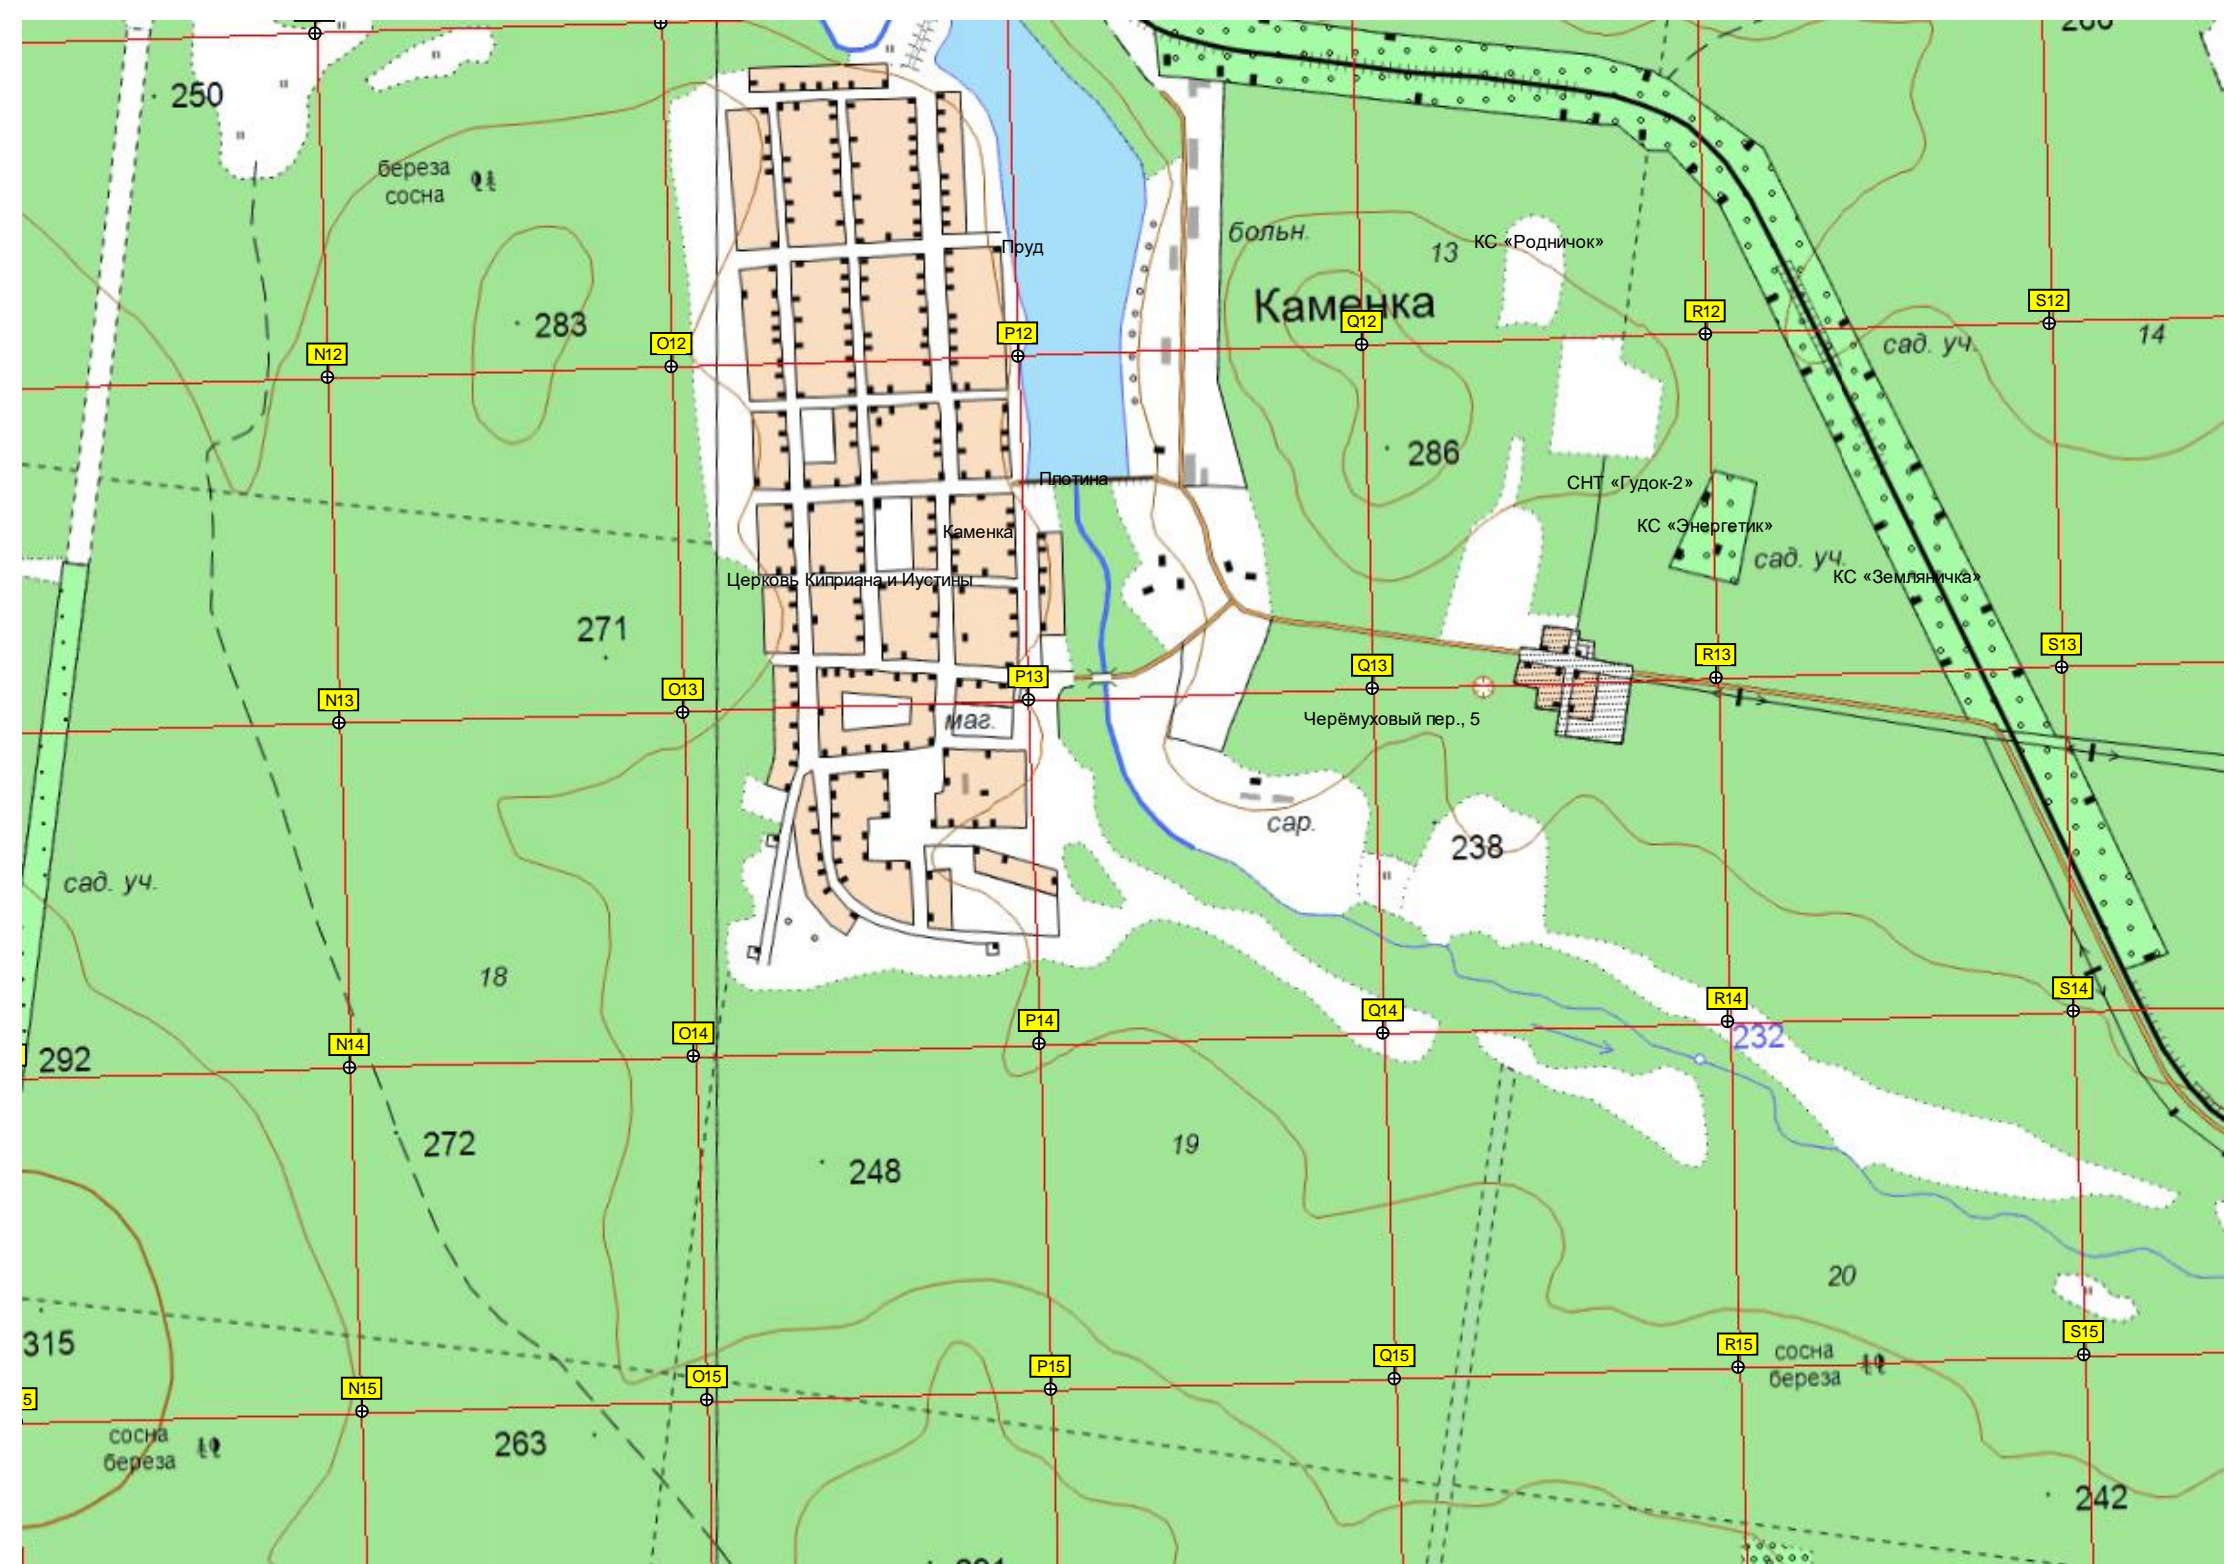 250
береза
сосна
283
Пруд
больн.
13
КС «Родничок»
Каменка
N12
O12
P12
Q12
R12
S12
сад. уч.
14
286
Плотина
СНТ «Гудок-2»
КС «Энергетик»
сад. уч.
КС «Земляничка»
Каменка
Церковь Киприана и Иустины
271
N13
O13
P13
Q13
R13
S13
маг.
Черёмуховый пер., 5
сар.
238
сад. уч.
18
N14
O14
P14
Q14
R14
S14
232
292
272
248
19
20
315
N15
O15
P15
Q15
R15
S15
5
сосна
береза
сосна
береза
263
242